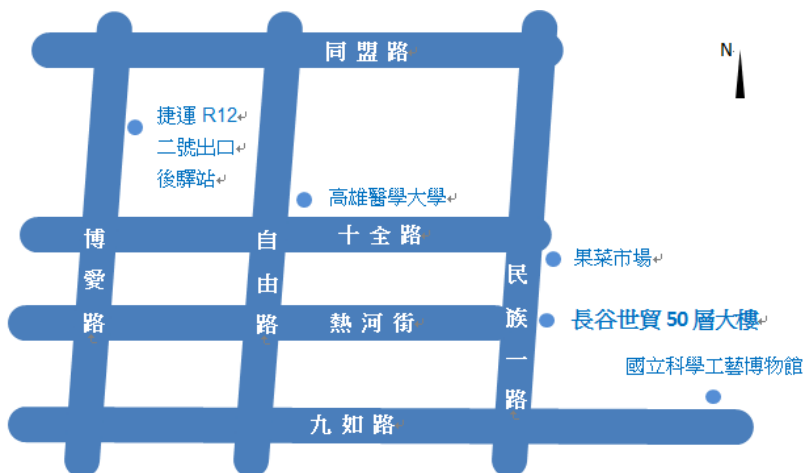 同盟路
N
捷運 R12
二號出口
後驛站
高雄醫學大學
博愛路
自由路
十全路
民族一路
果菜市場
熱河街
長谷世貿 50 層大樓
國立科學工藝博物館
九如路